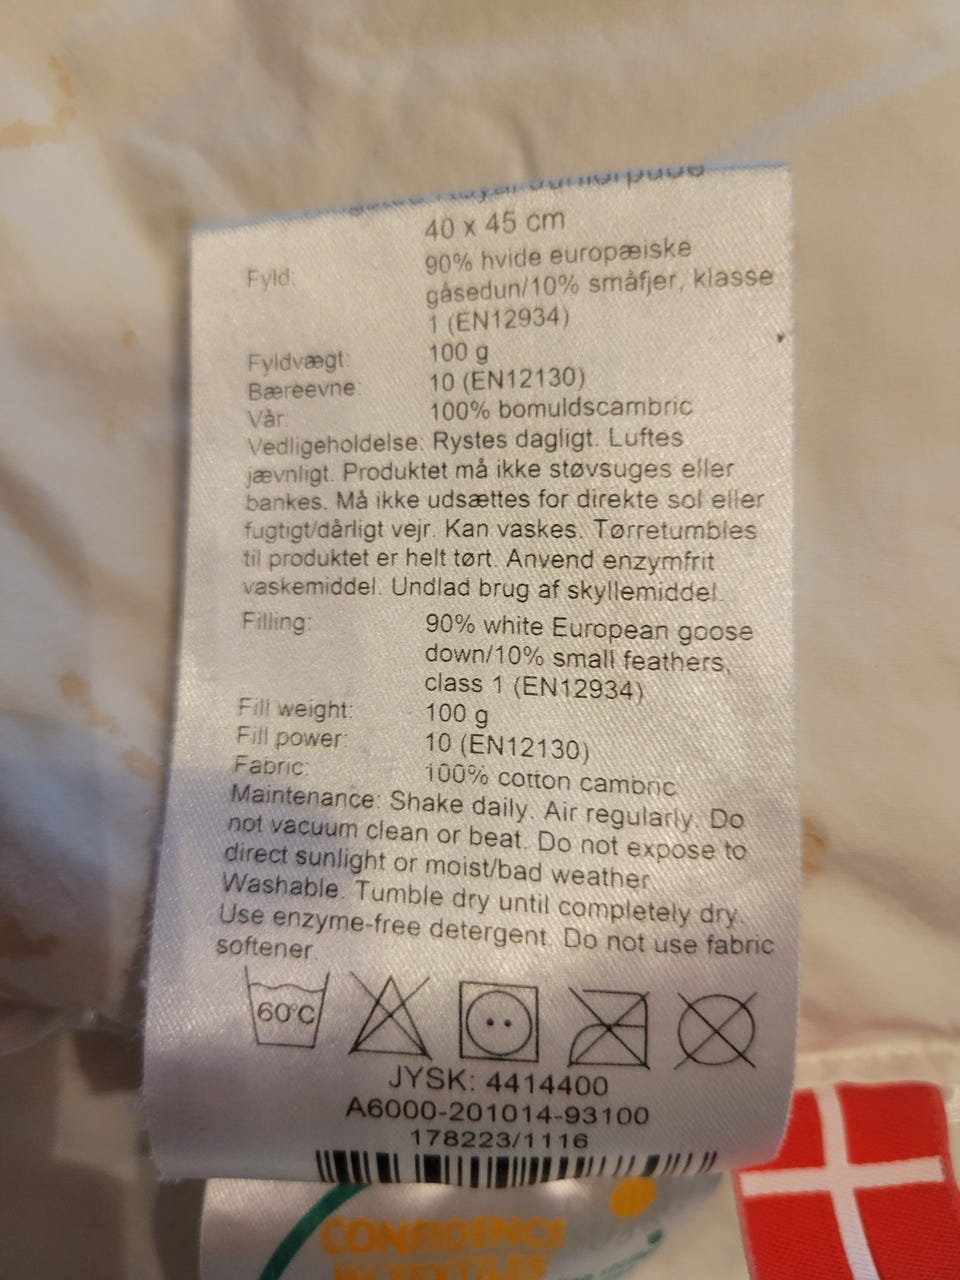 40 x 45 cm
Fyld: 90% hvide europæiske
gåsedun/10% småfjer, klasse
1 (EN12934)
Fyldvægt: 100 g
Bæreevne: 10 (EN12130)
Vår: 100% bomuldscambric
Vedligeholdelse: Rystes dagligt. Luftes
jævnligt. Produktet må ikke støvsuges eller
bankes. Må ikke udsættes for direkte sol eller
fugtigt/dårligt vejr. Kan vaskes. Tørretumbles
til produktet er helt tørt. Anvend enzymfrit
vaskemiddel. Undlad brug af skyllemiddel.
Filling: 90% white European goose
down/10% small feathers,
class 1 (EN12934)
Fill weight: 100 g
Fill power: 10 (EN12130)
Fabric: 100% cotton cambric
Maintenance: Shake daily. Air regularly. Do
not vacuum clean or beat. Do not expose to
direct sunlight or moist/bad weather.
Washable. Tumble dry until completely dry.
Use enzyme-free detergent. Do not use fabric
softener.
60°C
JYSK: 4414400
A6000-201014-93100
178223/1116
CONFIDENCE
IN TEXTILES